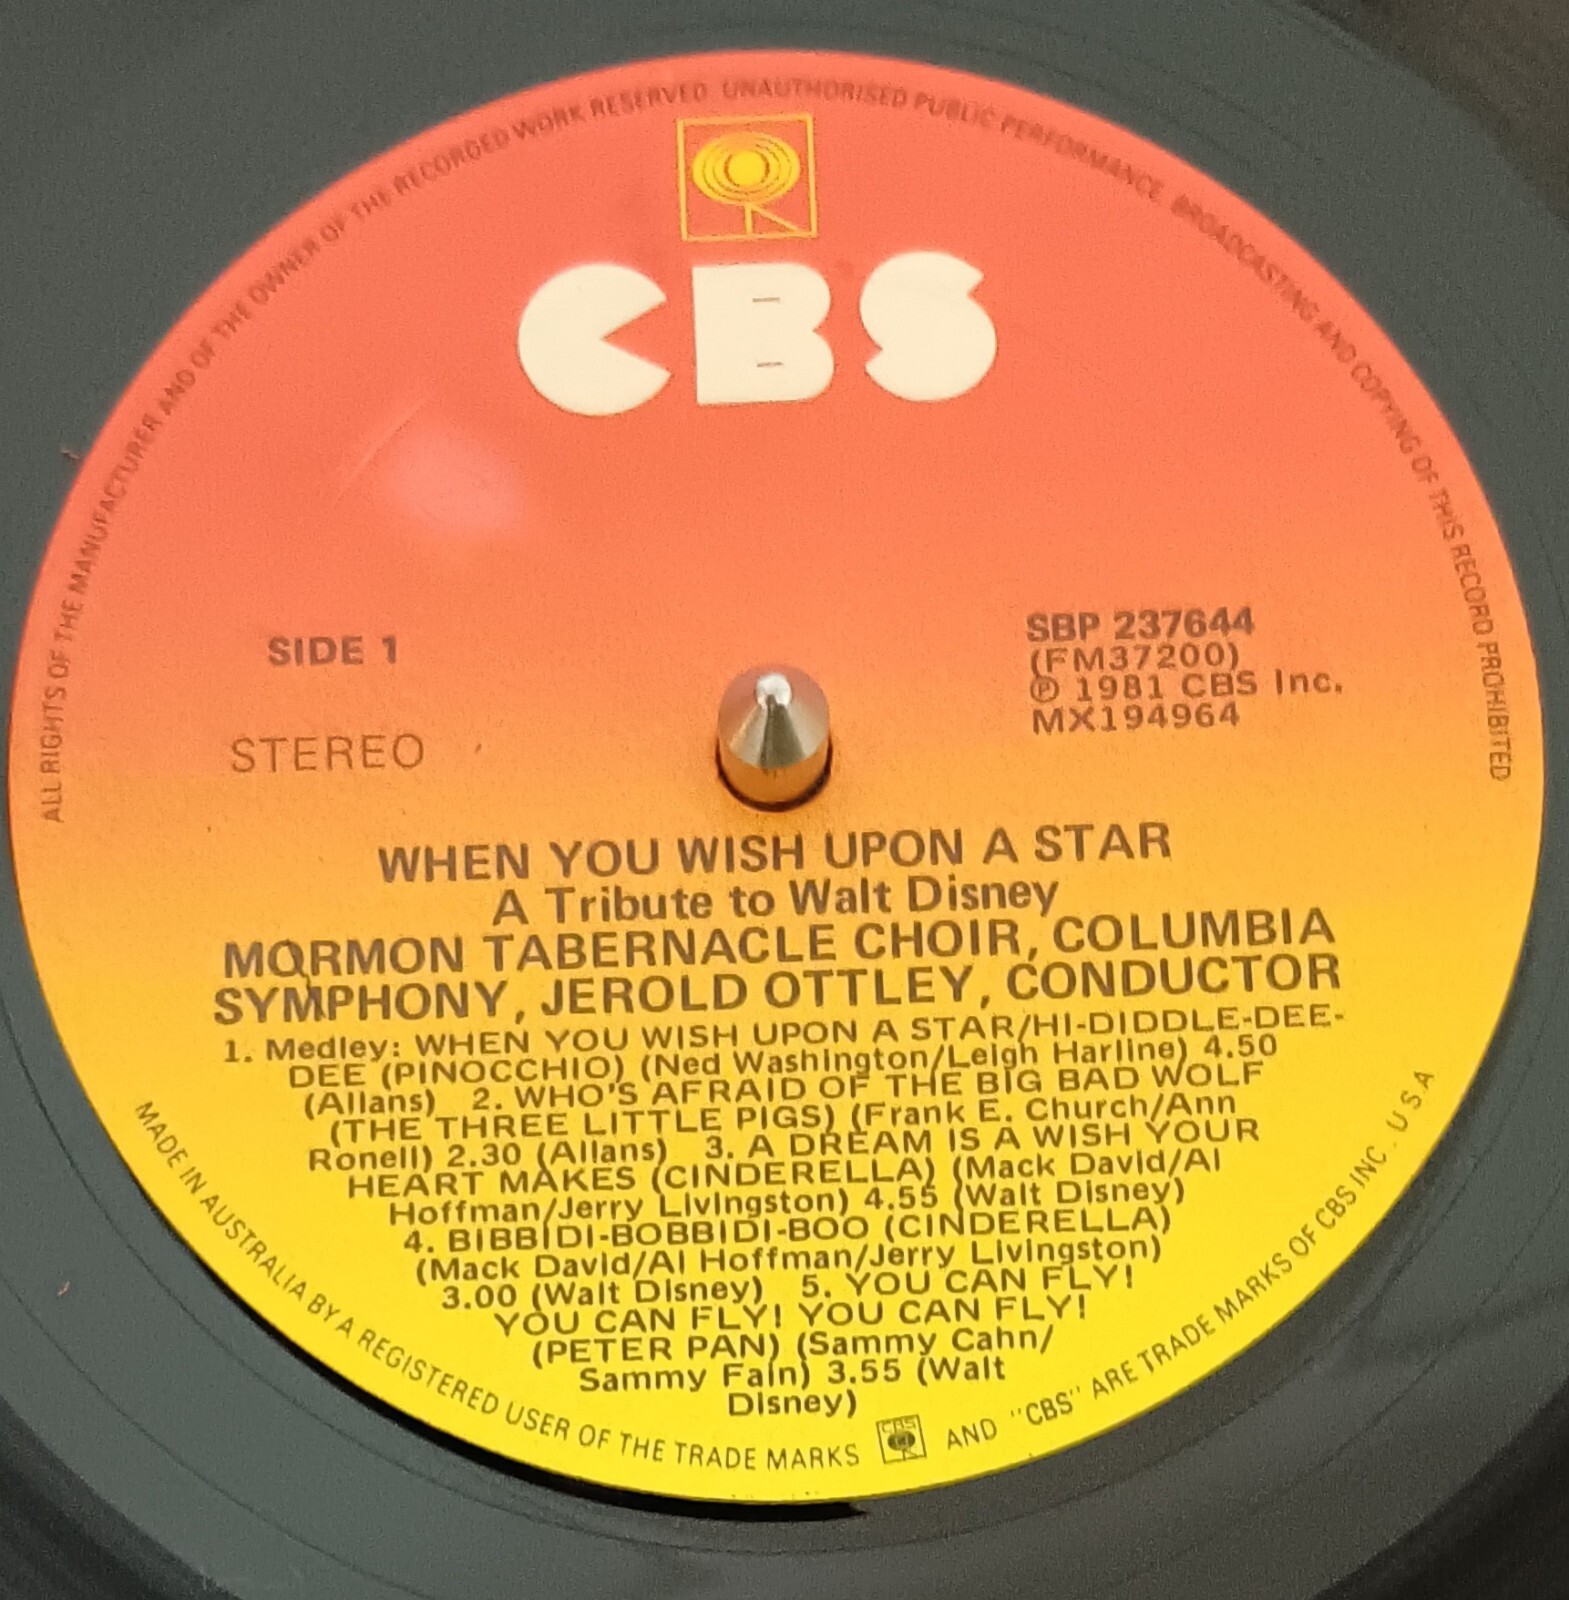 ALL RIGHTS OF THE MANUFACTURER AND OF THE OWNER OF THE RECORDED WORK RESERVED UNAUTHORISED PUBLIC PERFORMANCE BROADCASTING AND COPYING OF THIS RECORD PROHIBITED
CBS
SIDE 1
STEREO
SBP 237644
(FM37200)
℗ 1981 CBS Inc.
MX194964
WHEN YOU WISH UPON A STAR
A Tribute to Walt Disney
MORMON TABERNACLE CHOIR, COLUMBIA
SYMPHONY, JEROLD OTTLEY, CONDUCTOR
1. Medley: WHEN YOU WISH UPON A STAR/HI-DIDDLE-DEE-
DEE (PINOCCHIO) (Ned Washington/Leigh Harline) 4.50
(Allans) 2. WHO'S AFRAID OF THE BIG BAD WOLF
(THE THREE LITTLE PIGS) (Frank E. Church/Ann
Ronell) 2.30 (Allans) 3. A DREAM IS A WISH YOUR
HEART MAKES (CINDERELLA) (Mack David/Al
Hoffman/Jerry Livingston) 4.55 (Walt Disney)
4. BIBBIDI-BOBBIDI-BOO (CINDERELLA)
(Mack David/Al Hoffman/Jerry Livingston)
3.00 (Walt Disney) 5. YOU CAN FLY!
YOU CAN FLY! YOU CAN FLY!
(PETER PAN) (Sammy Cahn/
Sammy Fain) 3.55 (Walt
Disney)
MADE IN AUSTRALIA BY A REGISTERED USER OF THE TRADE MARKS CBS AND "CBS" ARE TRADE MARKS OF CBS INC. U S A